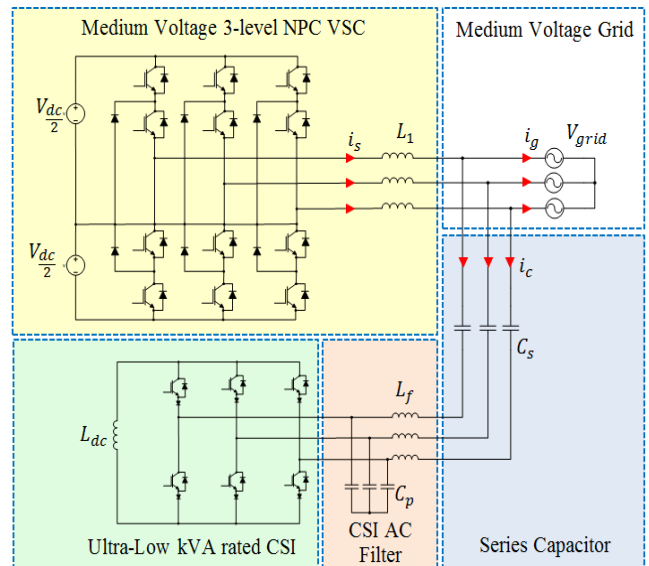 Medium Voltage 3-level NPC VSC
Medium Voltage Grid
V_dc/2
i_s
L_1
i_g
V_grid
V_dc/2
i_c
C_s
L_dc
L_f
C_p
Ultra-Low kVA rated CSI
CSI AC
Filter
Series Capacitor